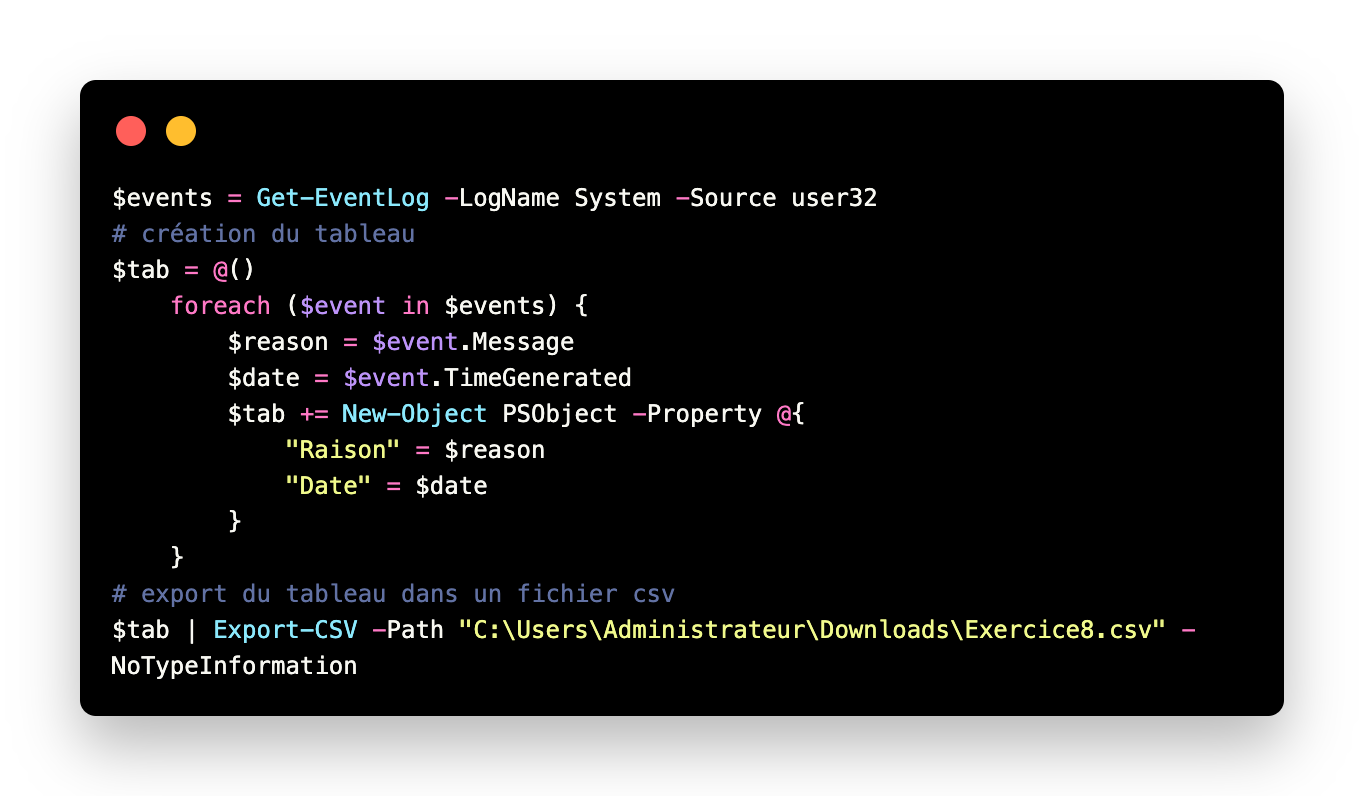 $events = Get-EventLog -LogName System -Source user32
# création du tableau
$tab = @()
    foreach ($event in $events) {
        $reason = $event.Message
        $date = $event.TimeGenerated
        $tab += New-Object PSObject -Property @{
            "Raison" = $reason
            "Date" = $date
        }
    }
# export du tableau dans un fichier csv
$tab | Export-CSV -Path "C:\Users\Administrateur\Downloads\Exercice8.csv" -
NoTypeInformation